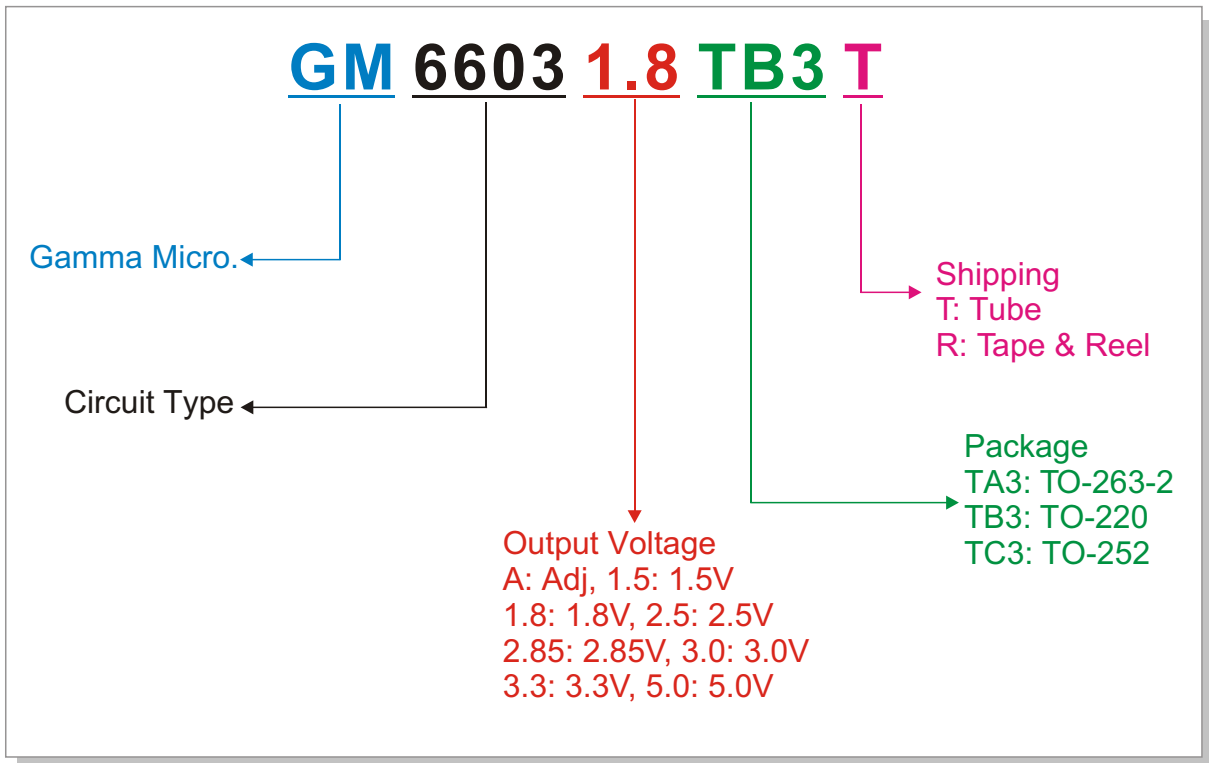 GM 6603 1.8 TB3 T
Gamma Micro.
Shipping
T: Tube
R: Tape & Reel
Circuit Type
Package
TA3: TO-263-2
TB3: TO-220
TC3: TO-252
Output Voltage
A: Adj, 1.5: 1.5V
1.8: 1.8V, 2.5: 2.5V
2.85: 2.85V, 3.0: 3.0V
3.3: 3.3V, 5.0: 5.0V